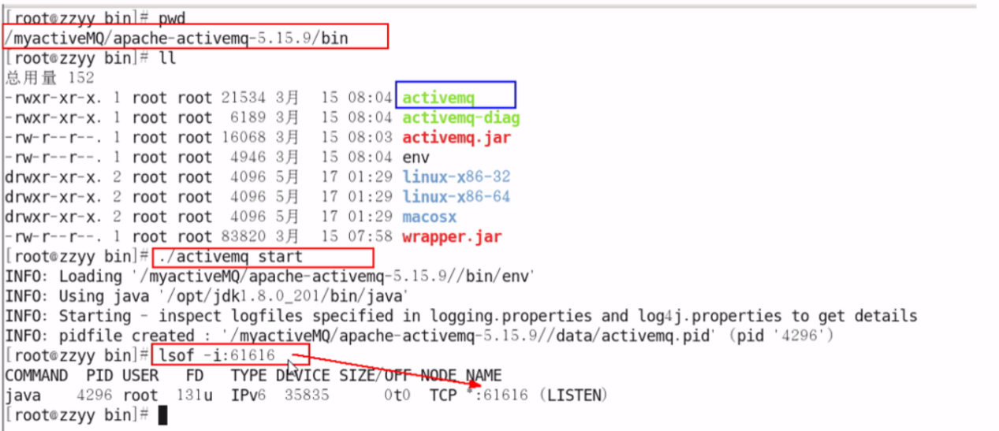 [root@zzyy bin]# pwd
/myactiveMQ/apache-activemq-5.15.9/bin
[root@zzyy bin]# ll
总用量 152
-rwxr-xr-x. 1 root root 21534 3月 15 08:04 activemq
-rwxr-xr-x. 1 root root 6189 3月 15 08:04 activemq-diag
-rw-r--r--. 1 root root 16068 3月 15 08:03 activemq.jar
-rw-r--r--. 1 root root 4946 3月 15 08:04 env
drwxr-xr-x. 2 root root 4096 5月 17 01:29 linux-x86-32
drwxr-xr-x. 2 root root 4096 5月 17 01:29 linux-x86-64
drwxr-xr-x. 2 root root 4096 5月 17 01:29 macosx
-rw-r--r--. 1 root root 83820 3月 15 07:58 wrapper.jar
[root@zzyy bin]# ./activemq start
INFO: Loading '/myactiveMQ/apache-activemq-5.15.9//bin/env'
INFO: Using java '/opt/jdk1.8.0_201/bin/java'
INFO: Starting - inspect logfiles specified in logging.properties and log4j.properties to get details
INFO: pidfile created : '/myactiveMQ/apache-activemq-5.15.9//data/activemq.pid' (pid '4296')
[root@zzyy bin]# lsof -i:61616
COMMAND PID USER FD TYPE DEVICE SIZE/OFF NODE NAME
java 4296 root 131u IPv6 35835 0t0 TCP *:61616 (LISTEN)
[root@zzyy bin]#